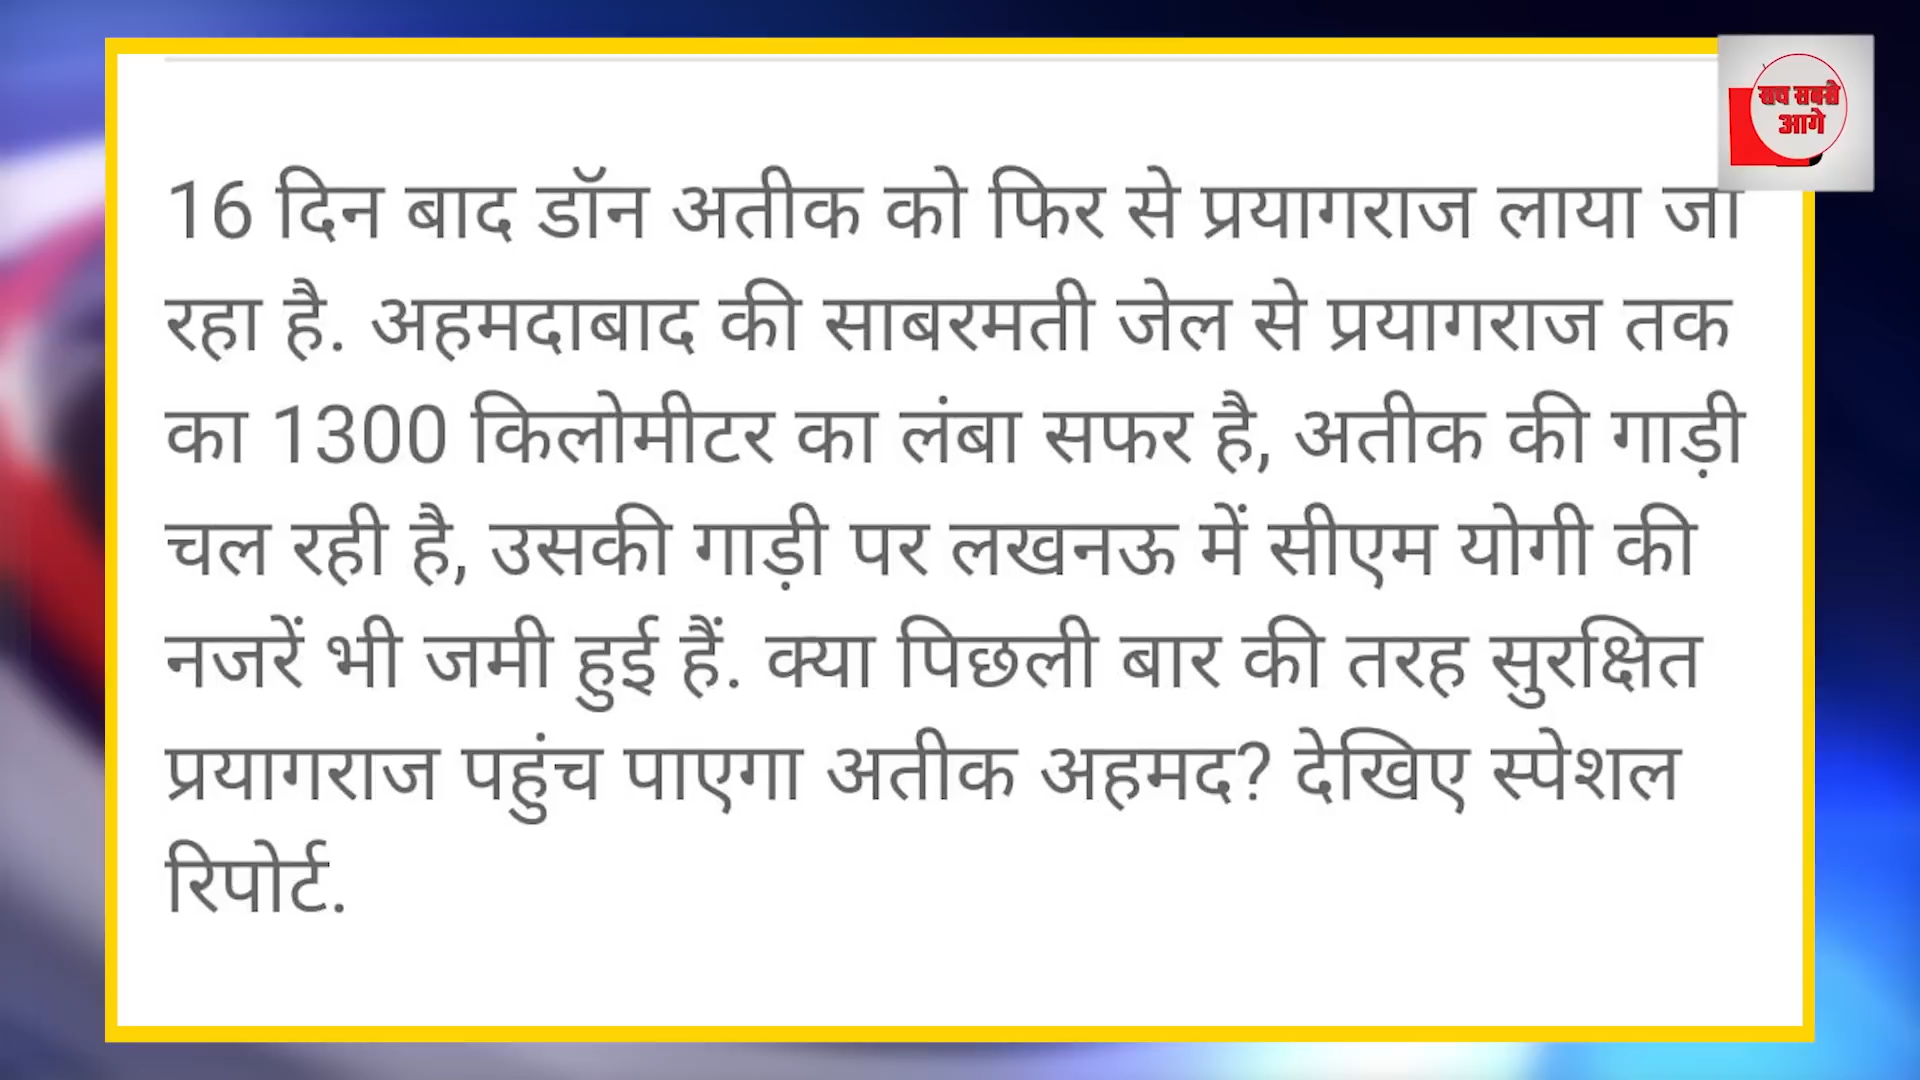 सच सबसे
आगे
16 दिन बाद डॉन अतीक को फिर से प्रयागराज लाया जा
रहा है. अहमदाबाद की साबरमती जेल से प्रयागराज तक
का 1300 किलोमीटर का लंबा सफर है, अतीक की गाड़ी
चल रही है, उसकी गाड़ी पर लखनऊ में सीएम योगी की
नजरें भी जमी हुई हैं. क्या पिछली बार की तरह सुरक्षित
प्रयागराज पहुंच पाएगा अतीक अहमद? देखिए स्पेशल
रिपोर्ट.